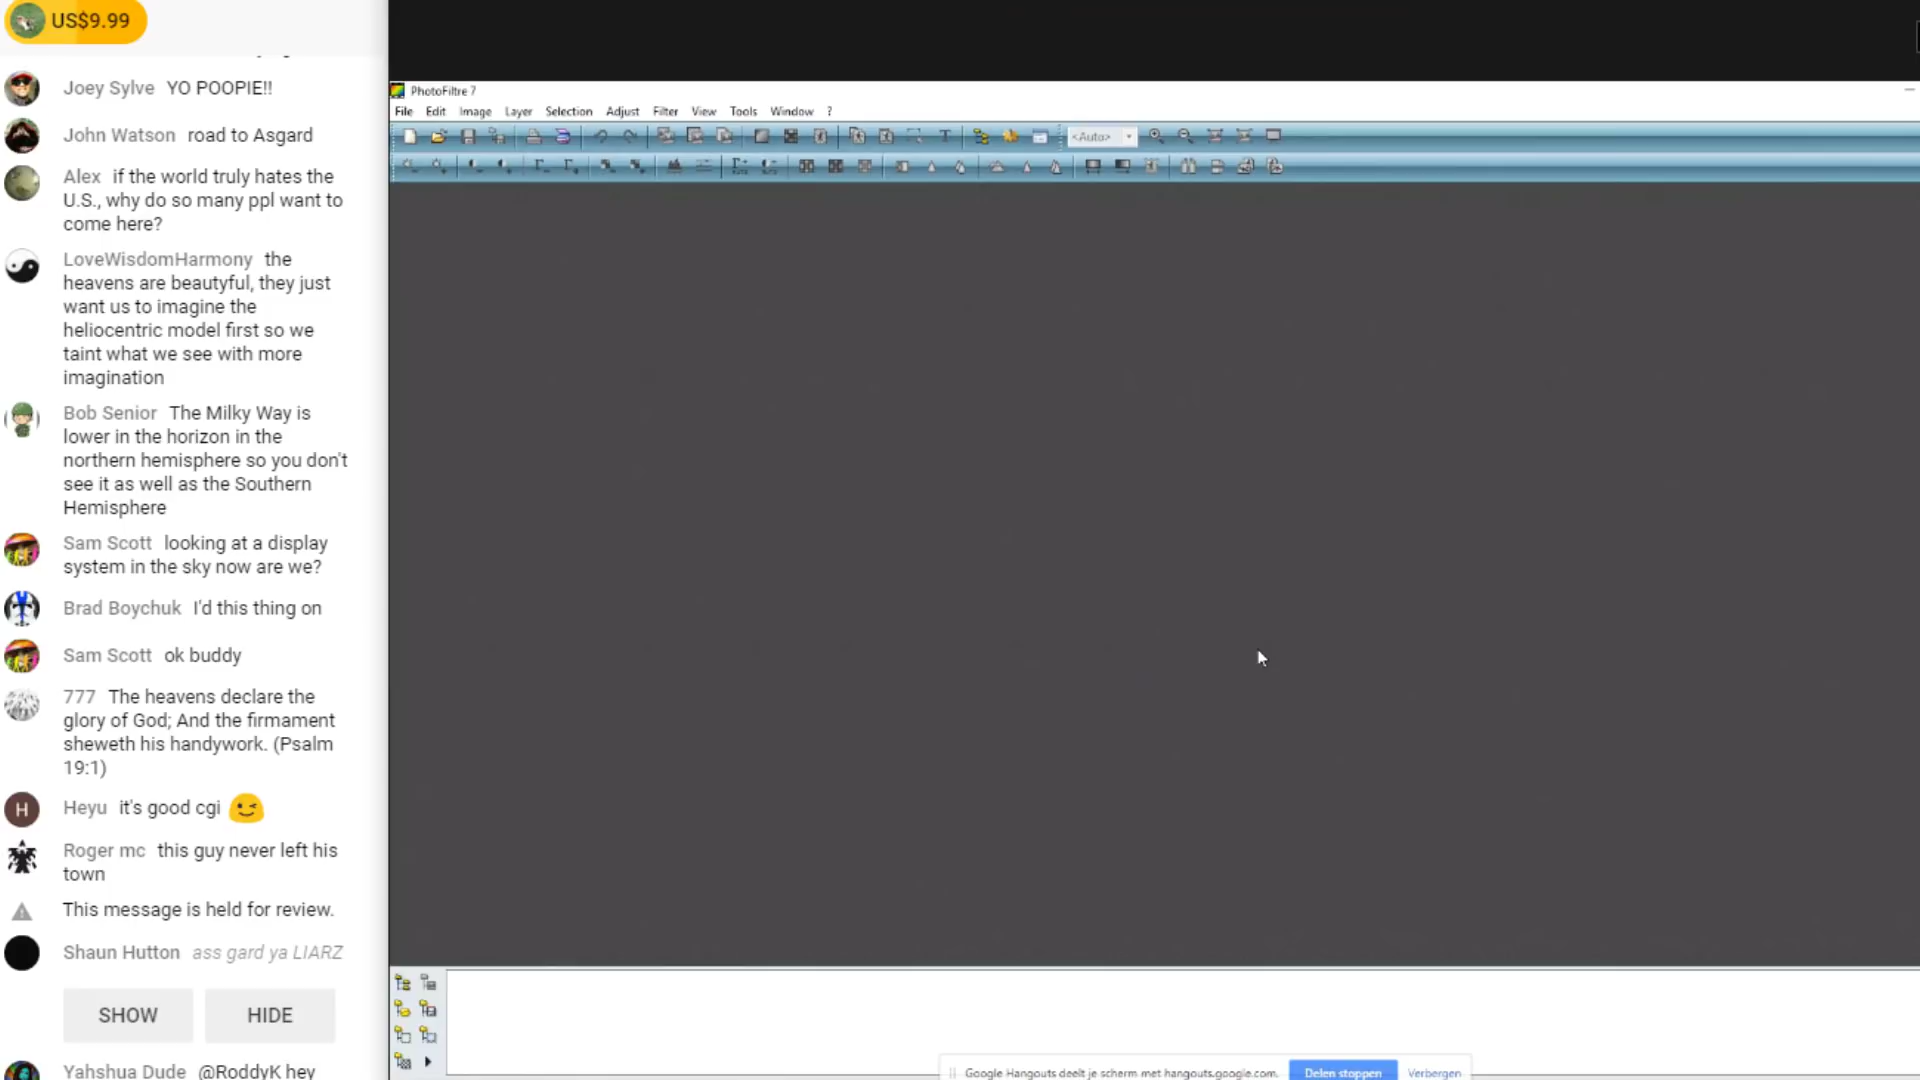 US$9.99
Joey Sylve YO POOPIE!!
John Watson road to Asgard
Alex if the world truly hates the
U.S., why do so many ppl want to
come here?
LoveWisdomHarmony the
heavens are beautyful, they just
want us to imagine the
heliocentric model first so we
taint what we see with more
imagination
Bob Senior The Milky Way is
lower in the horizon in the
northern hemisphere so you don't
see it as well as the Southern
Hemisphere
Sam Scott looking at a display
system in the sky now are we?
Brad Boychuk I'd this thing on
Sam Scott ok buddy
777 The heavens declare the
glory of God; And the firmament
sheweth his handywork. (Psalm
19:1)
H Heyu it's good cgi
Roger mc this guy never left his
town
This message is held for review.
Shaun Hutton ass gard ya LIARZ
SHOW HIDE
Yahshua Dude @RoddyK hey
PhotoFiltre 7
File Edit Image Layer Selection Adjust Filter View Tools Window ?
<Auto>
Google Hangouts deelt je scherm met hangouts.google.com. Delen stoppen Verbergen